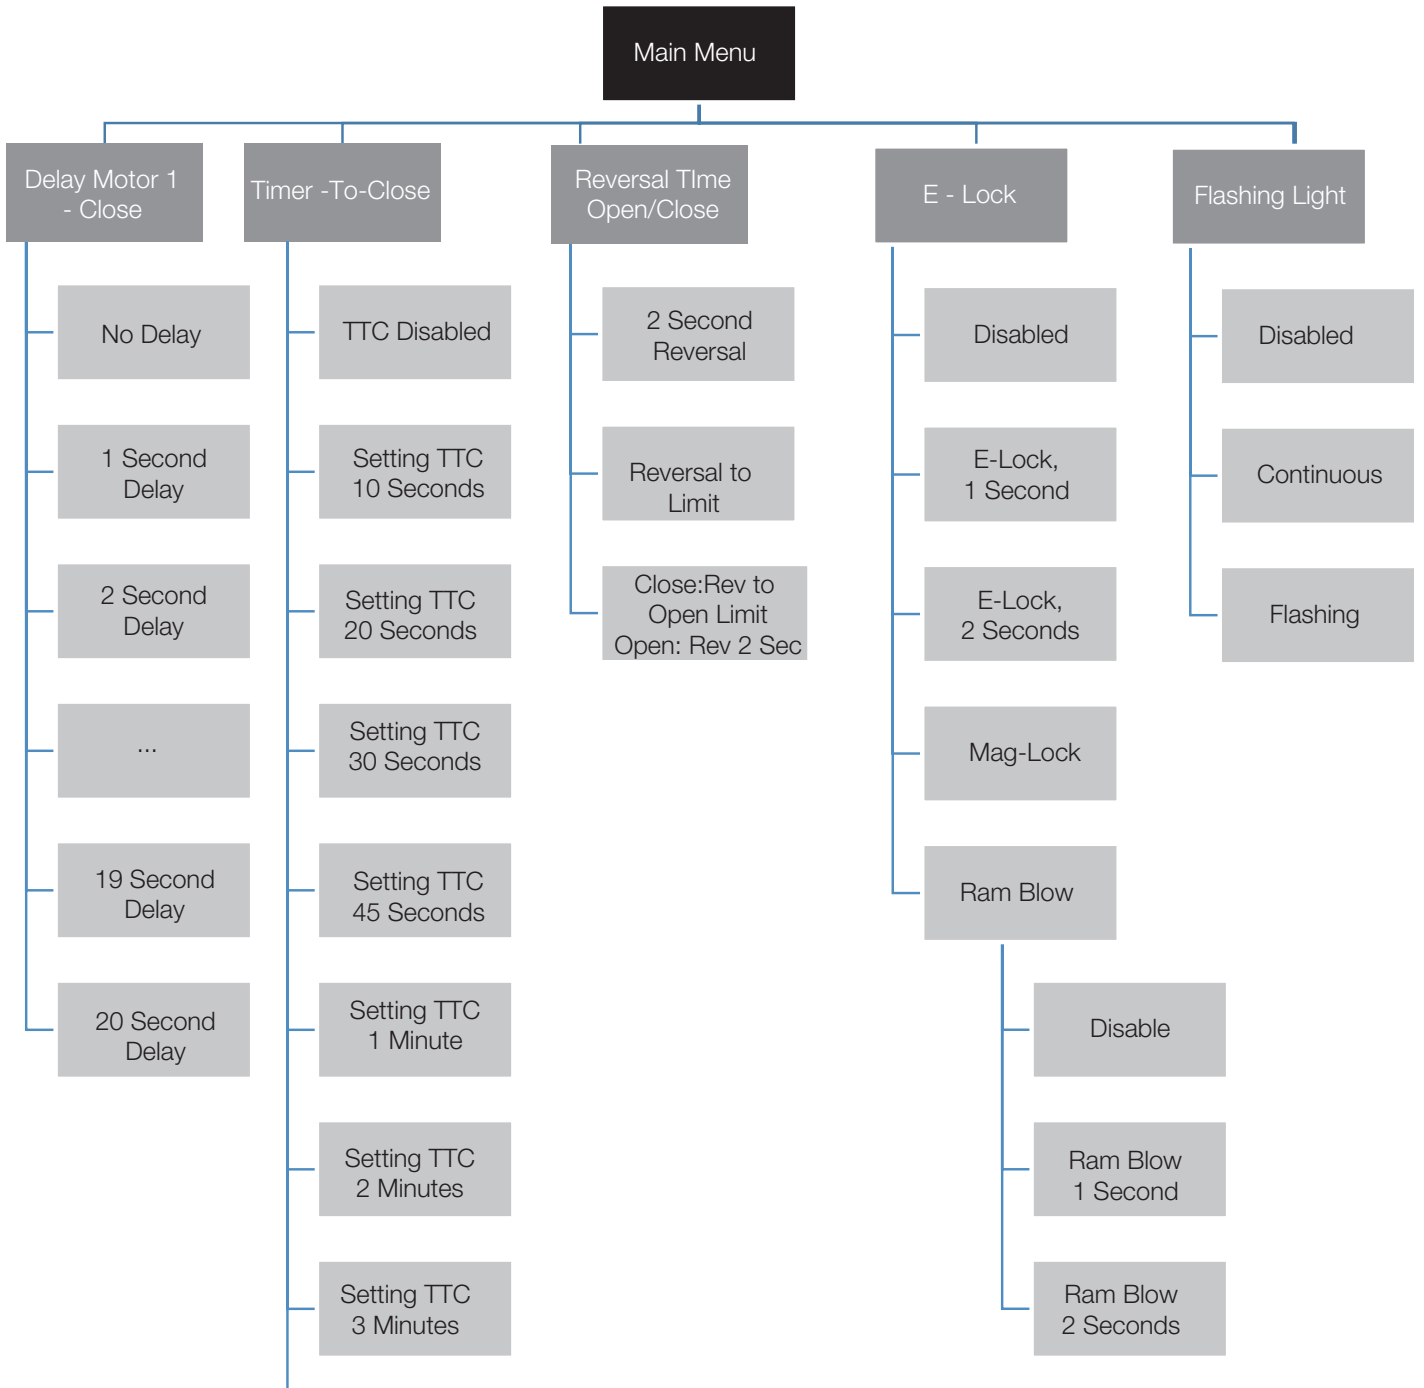 Main Menu
Delay Motor 1
- Close
Timer -To-Close
Reversal TIme
Open/Close
E - Lock
Flashing Light
No Delay
1 Second
Delay
2 Second
Delay
...
19 Second
Delay
20 Second
Delay
TTC Disabled
Setting TTC
10 Seconds
Setting TTC
20 Seconds
Setting TTC
30 Seconds
Setting TTC
45 Seconds
Setting TTC
1 Minute
Setting TTC
2 Minutes
Setting TTC
3 Minutes
2 Second
Reversal
Reversal to
Limit
Close:Rev to
Open Limit
Open: Rev 2 Sec
Disabled
E-Lock,
1 Second
E-Lock,
2 Seconds
Mag-Lock
Ram Blow
Disable
Ram Blow
1 Second
Ram Blow
2 Seconds
Disabled
Continuous
Flashing